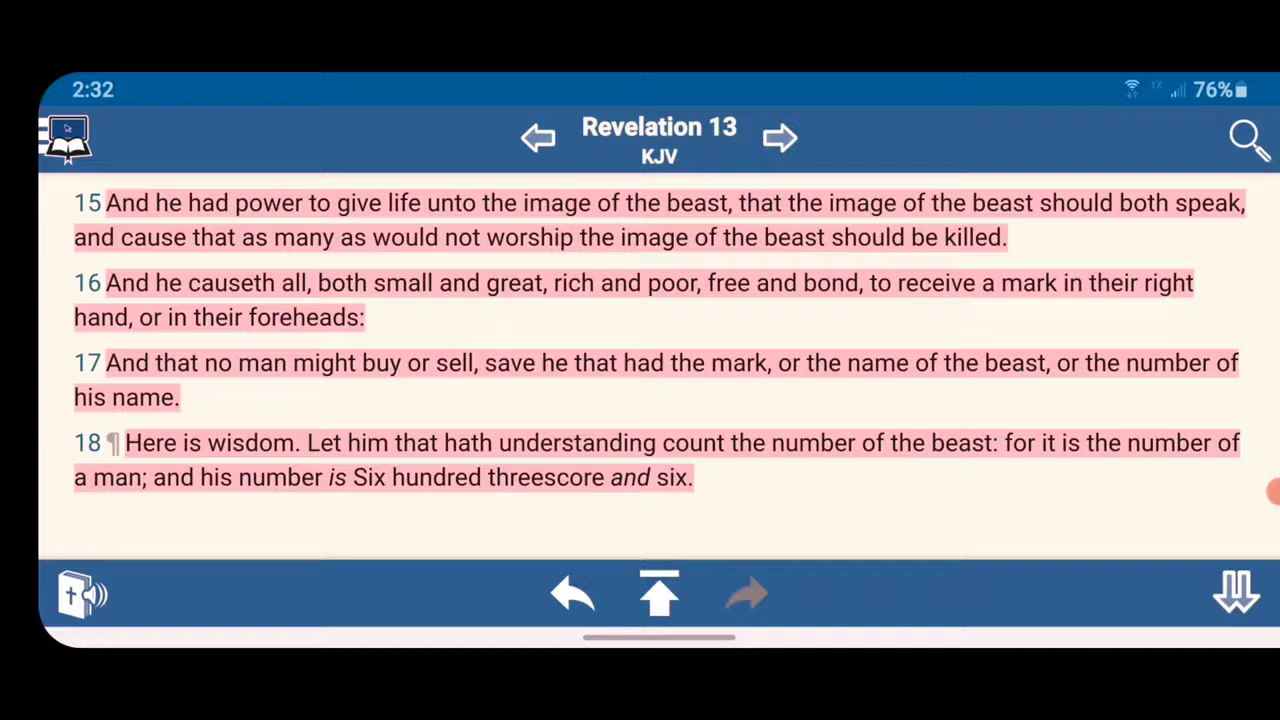 2:32
1X
76%
Revelation 13
KJV
15 And he had power to give life unto the image of the beast, that the image of the beast should both speak,
and cause that as many as would not worship the image of the beast should be killed.
16 And he causeth all, both small and great, rich and poor, free and bond, to receive a mark in their right
hand, or in their foreheads:
17 And that no man might buy or sell, save he that had the mark, or the name of the beast, or the number of
his name.
18 ¶ Here is wisdom. Let him that hath understanding count the number of the beast: for it is the number of
a man; and his number is Six hundred threescore and six.